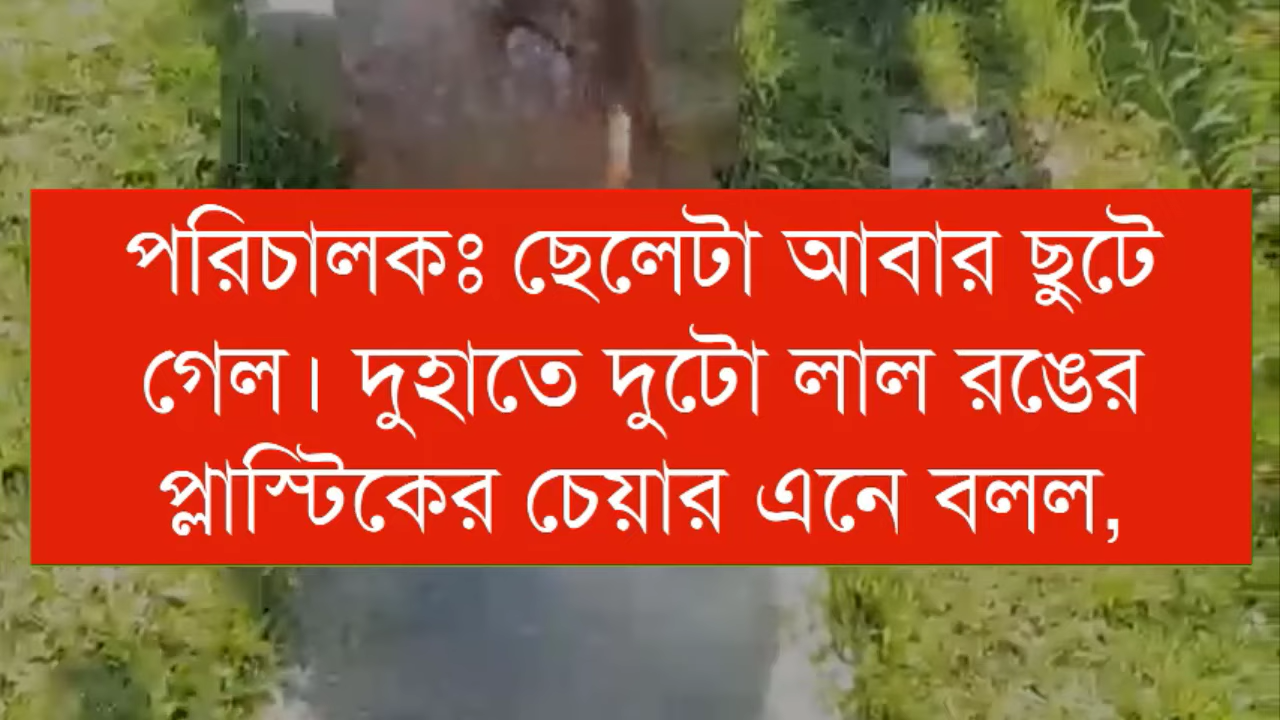 পরিচালকঃ ছেলেটা আবার ছুটে
গেল। দুহাতে দুটো লাল রঙের
প্লাস্টিকের চেয়ার এনে বলল,